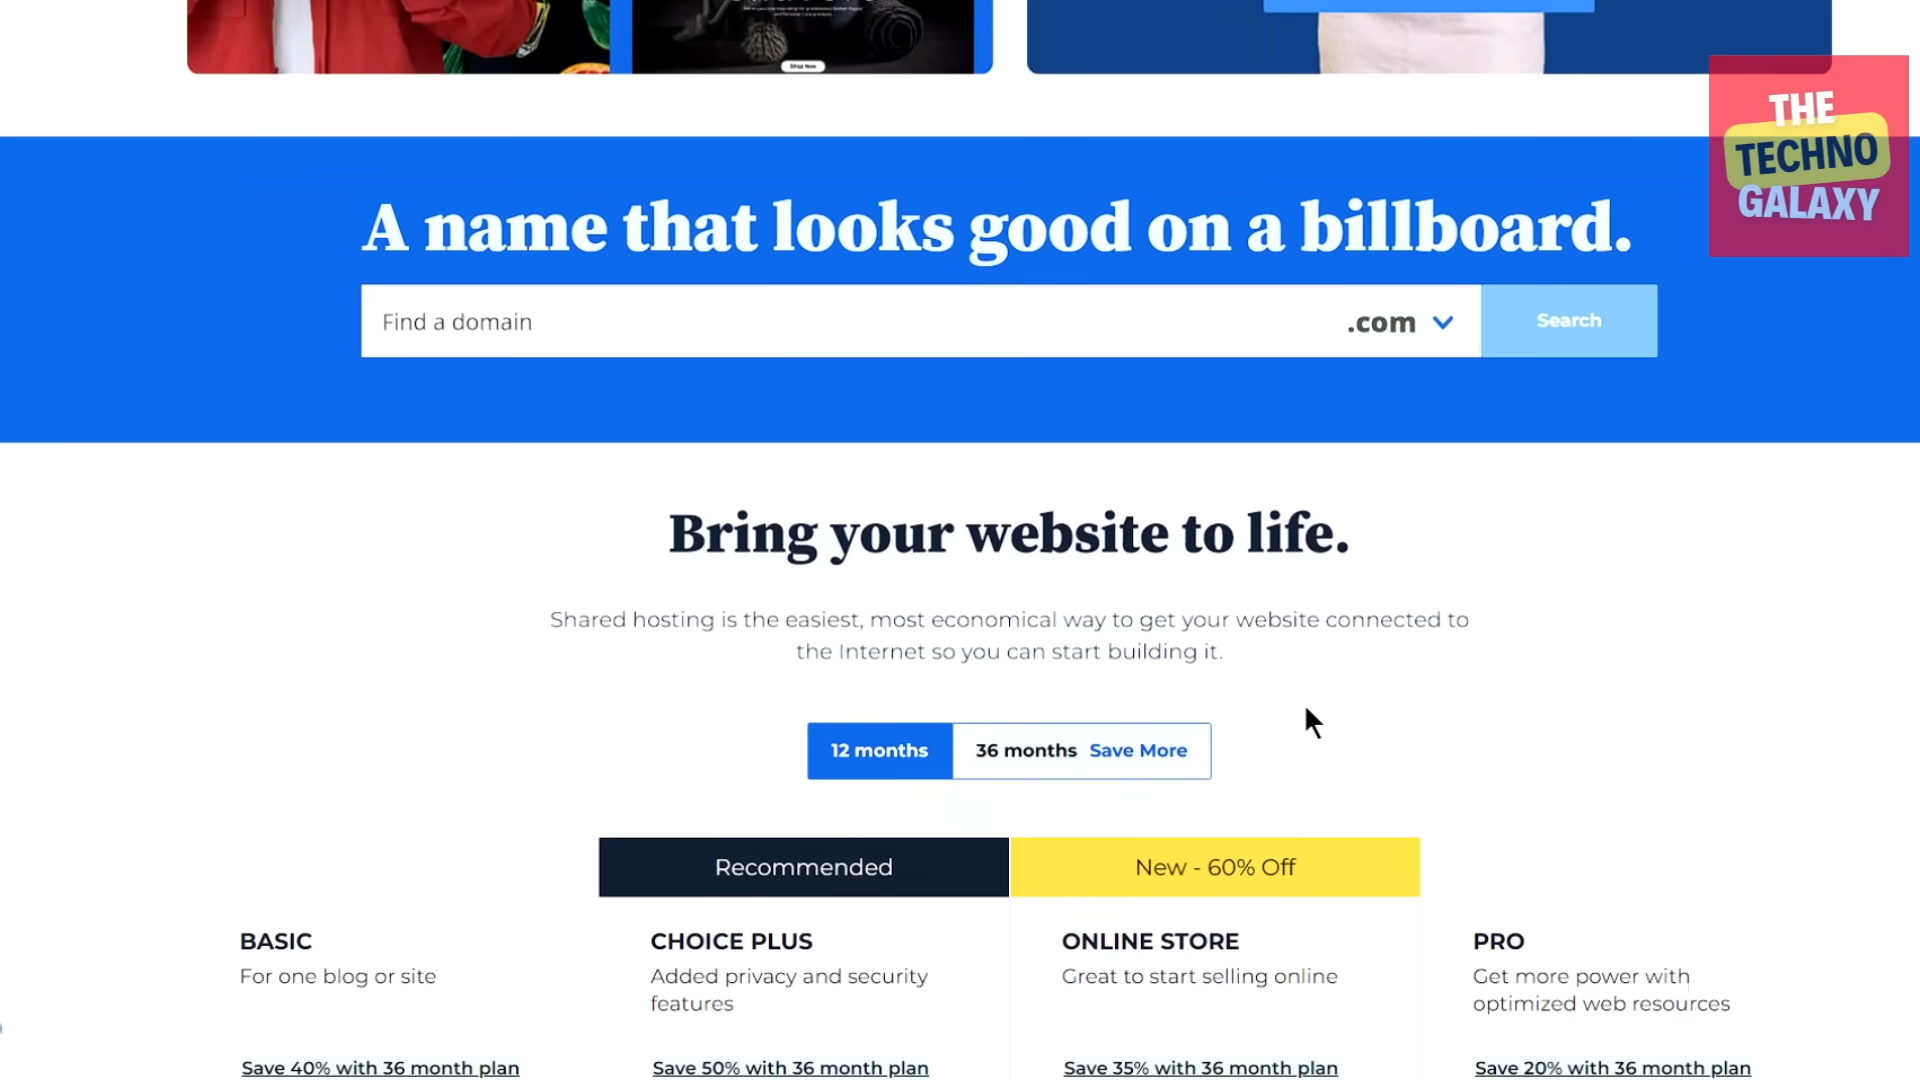 Shop Now
THE
TECHNO
GALAXY
A name that looks good on a billboard.
Find a domain
.com
Search
Bring your website to life.
Shared hosting is the easiest, most economical way to get your website connected to
the Internet so you can start building it.
12 months
36 months Save More
Recommended
New - 60% Off
BASIC
For one blog or site
Save 40% with 36 month plan
CHOICE PLUS
Added privacy and security
features
Save 50% with 36 month plan
ONLINE STORE
Great to start selling online
Save 35% with 36 month plan
PRO
Get more power with
optimized web resources
Save 20% with 36 month plan